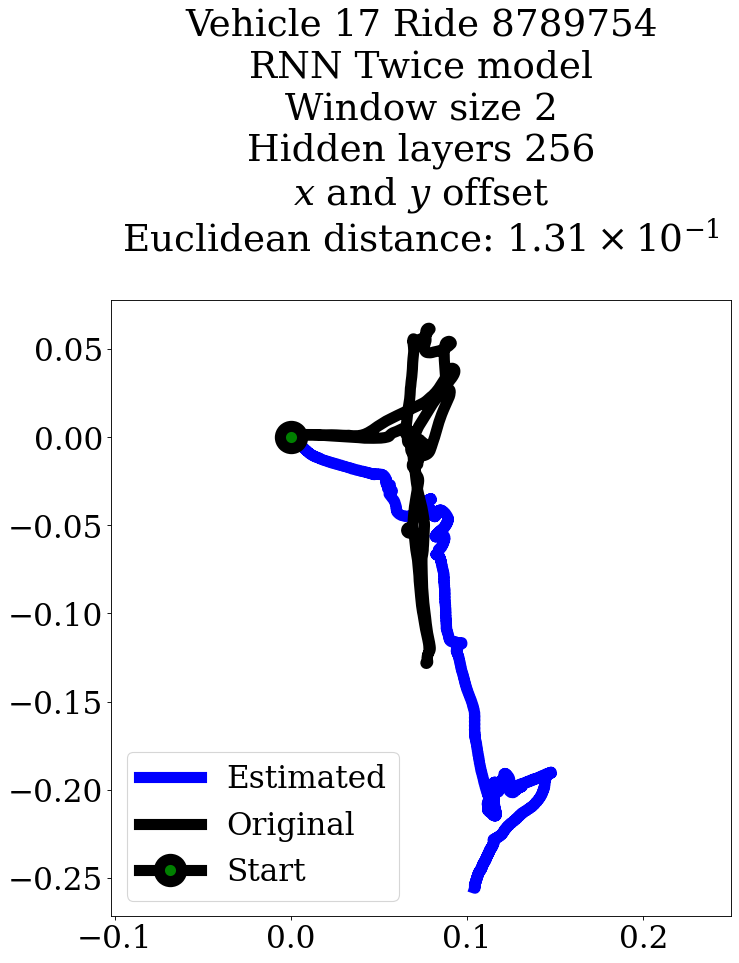 Vehicle 17 Ride 8789754
RNN Twice model
Window size 2
Hidden layers 256
x and y offset
Euclidean distance: 1.31 × 10⁻¹
0.05
0.00
−0.05
−0.10
−0.15
−0.20
−0.25
Estimated
Original
Start
−0.1
0.0
0.1
0.2